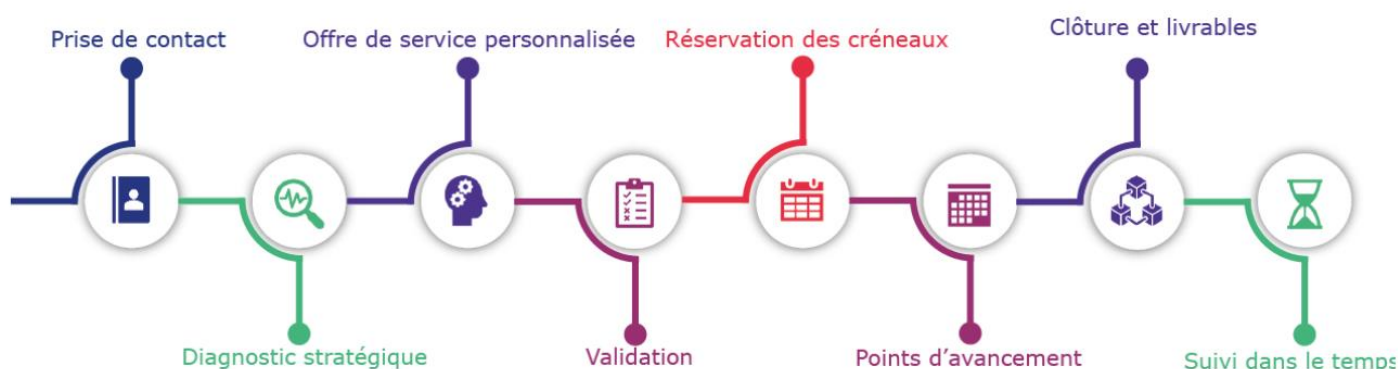 Prise de contact
Diagnostic stratégique
Offre de service personnalisée
Validation
Réservation des créneaux
Points d’avancement
Clôture et livrables
Suivi dans le temps